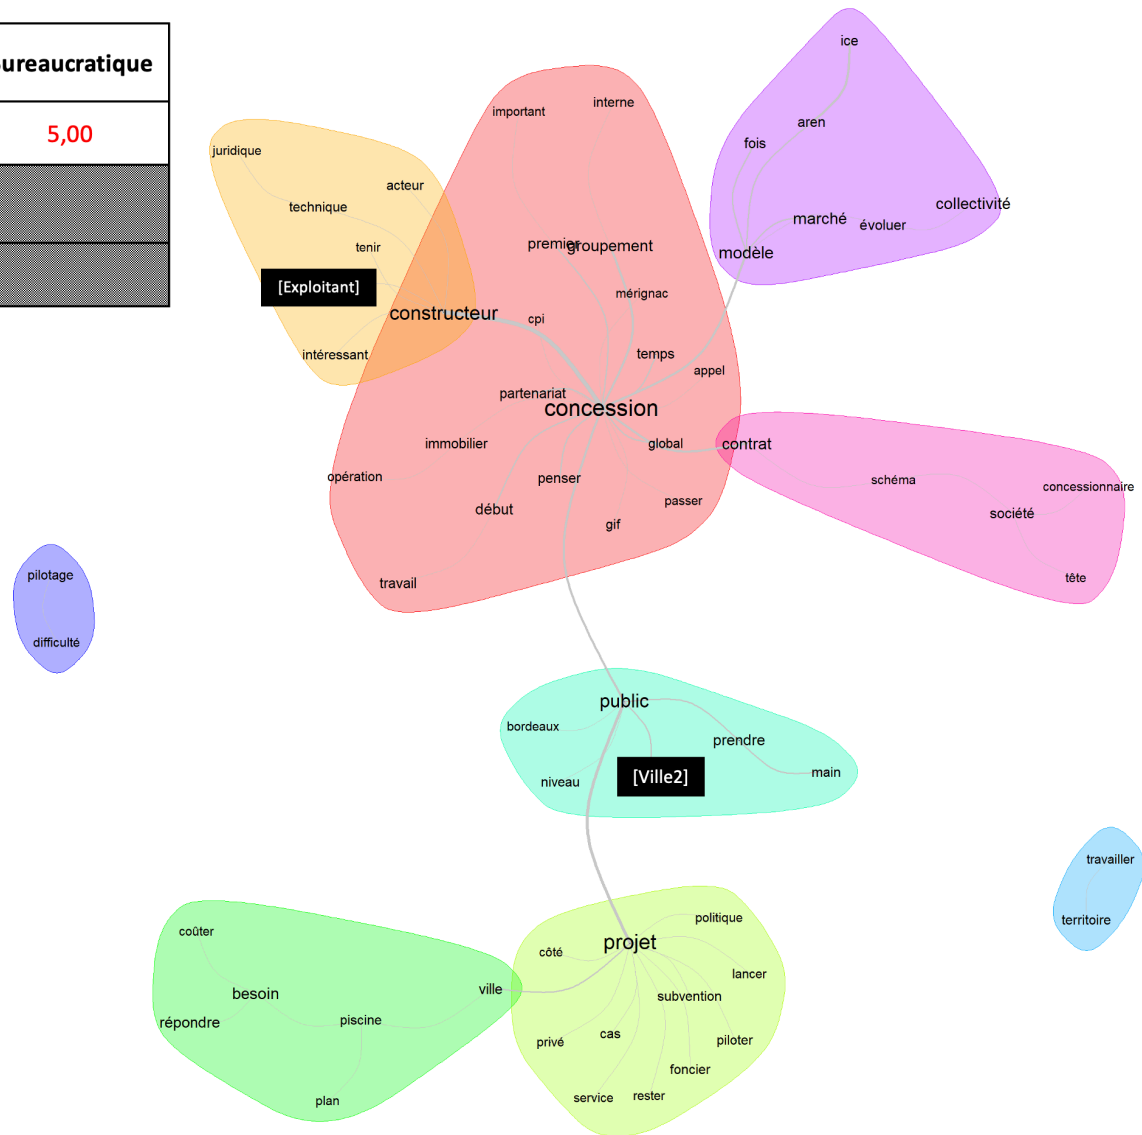 ureaucratique
5,00
ice
important
interne
aren
fois
juridique
acteur
technique
collectivité
marché
évoluer
tenir
premier
groupement
modèle
[Exploitant]
mérignac
constructeur
cpi
intéressant
temps
appel
partenariat
concession
immobilier
global
contrat
opération
penser
schéma
concessionnaire
début
passer
société
gif
pilotage
travail
tête
difficulté
public
bordeaux
prendre
niveau
[Ville2]
main
travailler
territoire
politique
coûter
côté
projet
lancer
besoin
ville
subvention
répondre
piscine
privé
cas
piloter
foncier
plan
service
rester